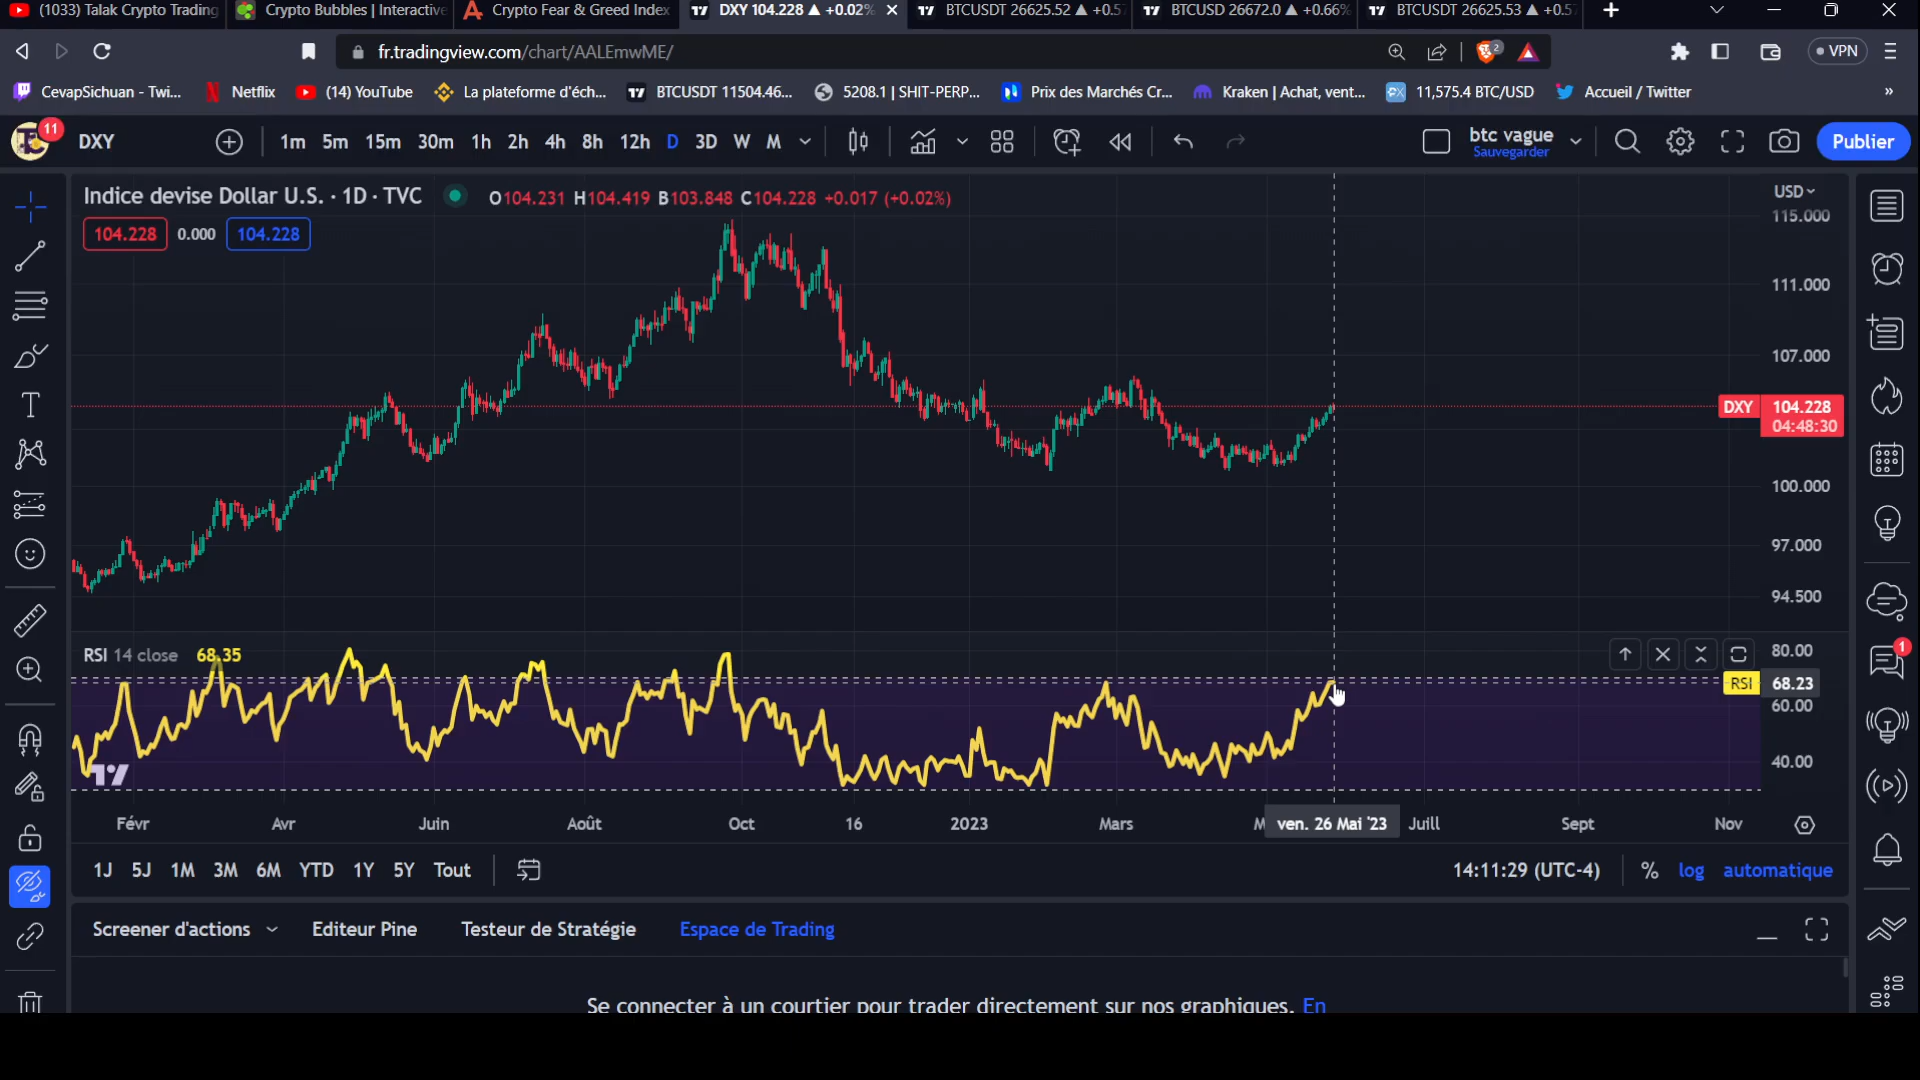 (1033) Talak Crypto Trading
Crypto Bubbles | Interactive
Crypto Fear & Greed Index
DXY 104.228 ▲ +0.02%
BTCUSDT 26625.52 ▲ +0.5
BTCUSD 26672.0 ▲ +0.66%
BTCUSDT 26625.53 ▲ +0.5
fr.tradingview.com/chart/AALEmwME/
2
VPN
CevapSichuan - Twi...
Netflix
(14) YouTube
La plateforme d'éch...
BTCUSDT 11504.46...
5208.1 | SHIT-PERP...
Prix des Marchés Cr...
Kraken | Achat, vent...
11,575.4 BTC/USD
Accueil / Twitter
»
11
DXY
1m 5m 15m 30m 1h 2h 4h 8h 12h D 3D W M
btc vague
Sauvegarder
Publier
Indice devise Dollar U.S. · 1D · TVC
O104.231 H104.419 B103.848 C104.228 +0.017 (+0.02%)
104.228 0.000 104.228
USD
115.000
111.000
107.000
DXY 104.228
04:48:30
100.000
97.000
94.500
RSI 14 close 68.35
80.00
RSI 68.23
60.00
40.00
1
Févr Avr Juin Août Oct 16 2023 Mars M ven. 26 Mai '23 Juill Sept Nov
1J 5J 1M 3M 6M YTD 1Y 5Y Tout
14:11:29 (UTC-4) % log automatique
Screener d'actions Editeur Pine Testeur de Stratégie Espace de Trading
Se connecter à un courtier pour trader directement sur nos graphiques. En